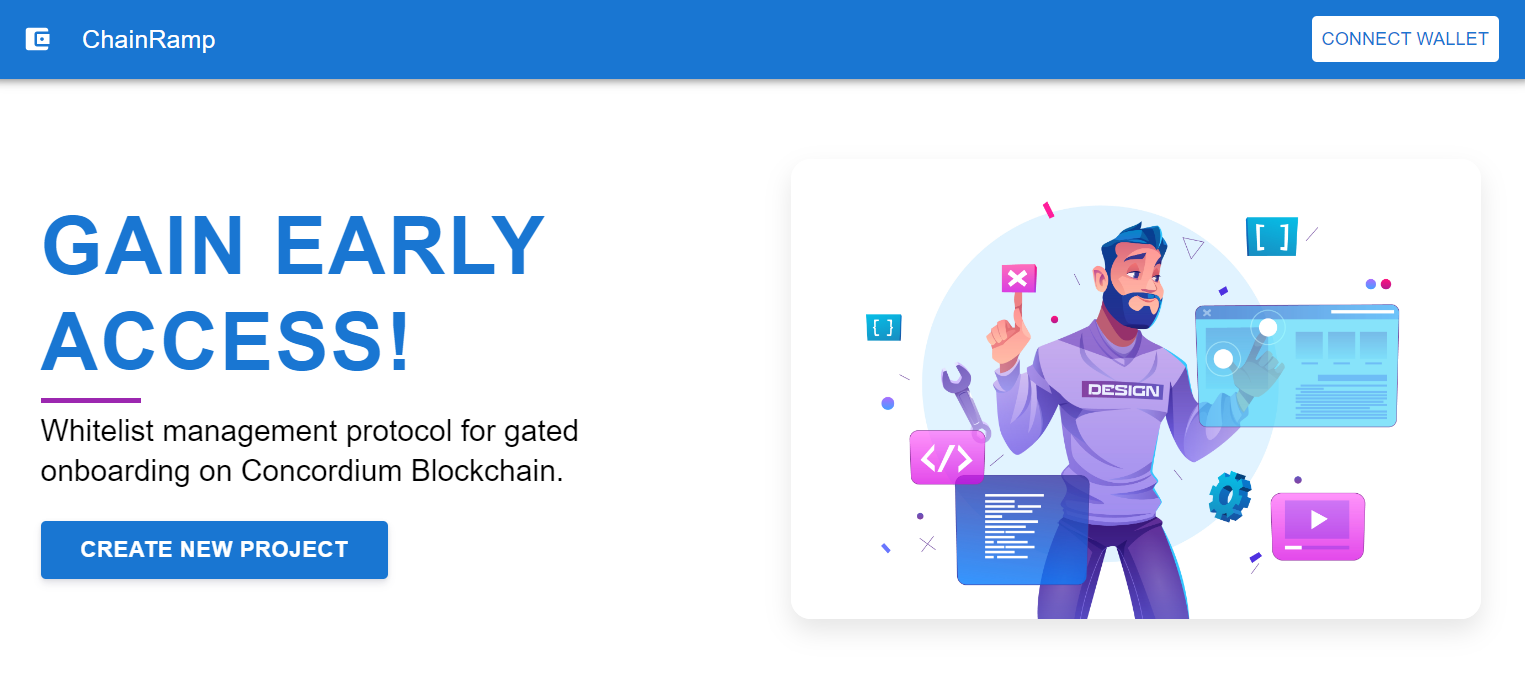 ChainRamp
CONNECT WALLET
GAIN EARLY
ACCESS!
Whitelist management protocol for gated
onboarding on Concordium Blockchain.
CREATE NEW PROJECT
[ ]
{ }
DESIGN
</>